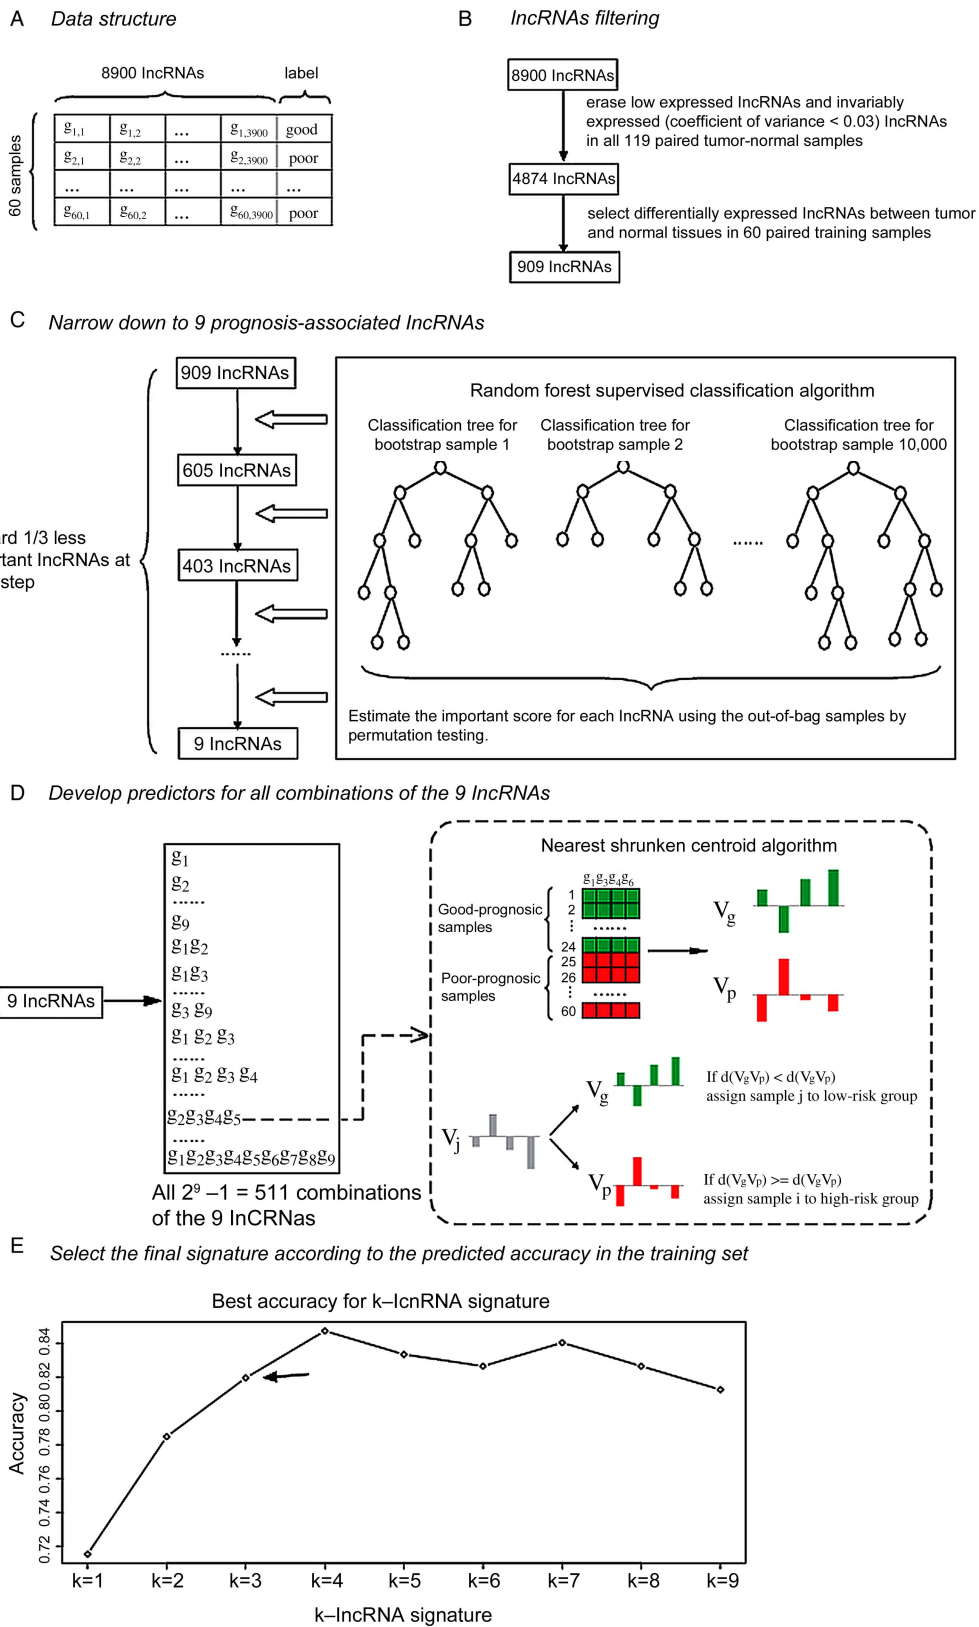 A Data structure
8900 lncRNAs label
60 samples
g1,1 g1,2 ... g1,3900 good
g2,1 g2,2 ... g2,3900 poor
... ... ... ...
g60,1 g60,2 ... g60,3900 poor
B lncRNAs filtering
8900 lncRNAs
erase low expressed lncRNAs and invariably
expressed (coefficient of variance < 0.03) lncRNAs
in all 119 paired tumor-normal samples
4874 lncRNAs
select differentially expressed lncRNAs between tumor
and normal tissues in 60 paired training samples
909 lncRNAs
C Narrow down to 9 prognosis-associated lncRNAs
ard 1/3 less
rtant lncRNAs at
step
909 lncRNAs
605 lncRNAs
403 lncRNAs
......
9 lncRNAs
Random forest supervised classification algorithm
Classification tree for
bootstrap sample 1
Classification tree for
bootstrap sample 2
Classification tree for
bootstrap sample 10,000
......
Estimate the important score for each lncRNA using the out-of-bag samples by
permutation testing.
D Develop predictors for all combinations of the 9 lncRNAs
9 lncRNAs
g1
g2
......
g9
g1g2
g1g3
......
g3 g9
g1 g2 g3
......
g1 g2 g3 g4
......
g2g3g4g5
......
g1g2g3g4g5g6g7g8g9
All 2⁹ –1 = 511 combinations
of the 9 lnCRNas
Nearest shrunken centroid algorithm
g1g3g4g6
Good-prognosic
samples
1
2
⋮ ......
24
Poor-prognosic
samples
25
26
⋮ ......
60
Vg
Vp
Vj
Vg
If d(VgVp) < d(VgVp)
assign sample j to low-risk group
Vp
If d(VgVp) >= d(VgVp)
assign sample i to high-risk group
E Select the final signature according to the predicted accuracy in the training set
Best accuracy for k–lcnRNA signature
Accuracy
0.84
0.82
0.80
0.78
0.76
0.74
0.72
k=1 k=2 k=3 k=4 k=5 k=6 k=7 k=8 k=9
k–lncRNA signature